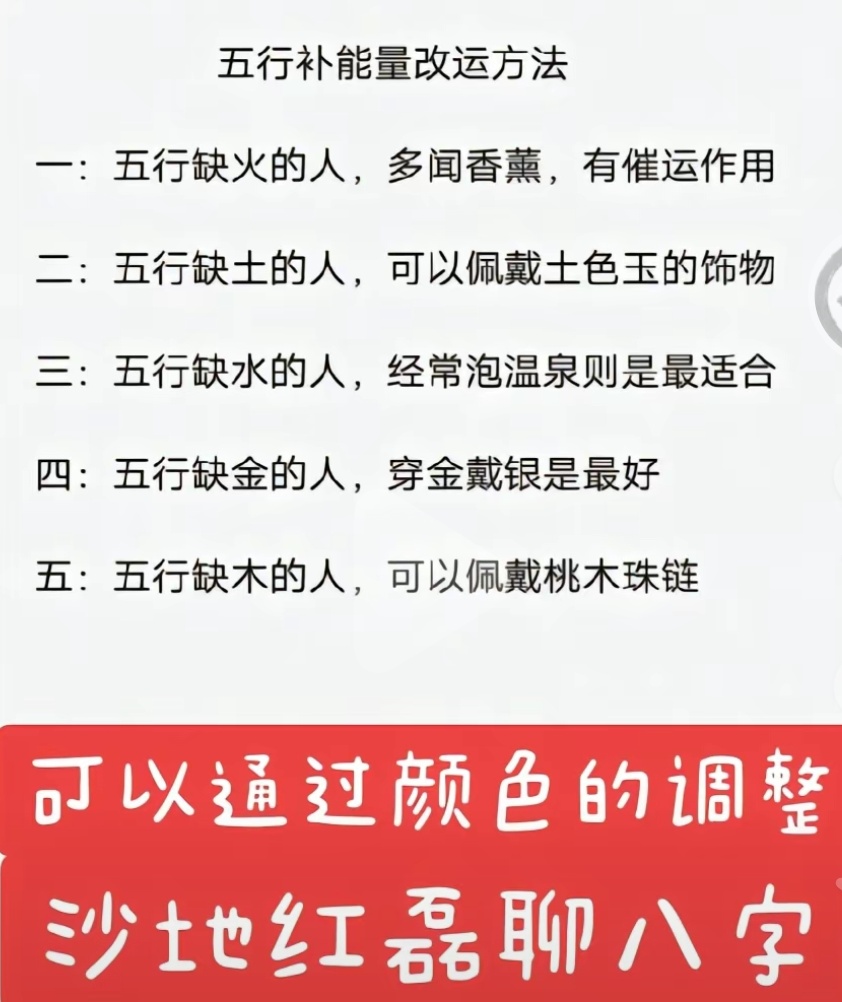 五行补能量改运方法
一：五行缺火的人，多闻香薰，有催运作用
二：五行缺土的人，可以佩戴土色玉的饰物
三：五行缺水的人，经常泡温泉则是最适合
四：五行缺金的人，穿金戴银是最好
五：五行缺木的人，可以佩戴桃木珠链
可以通过颜色的调整
沙地红磊聊八字